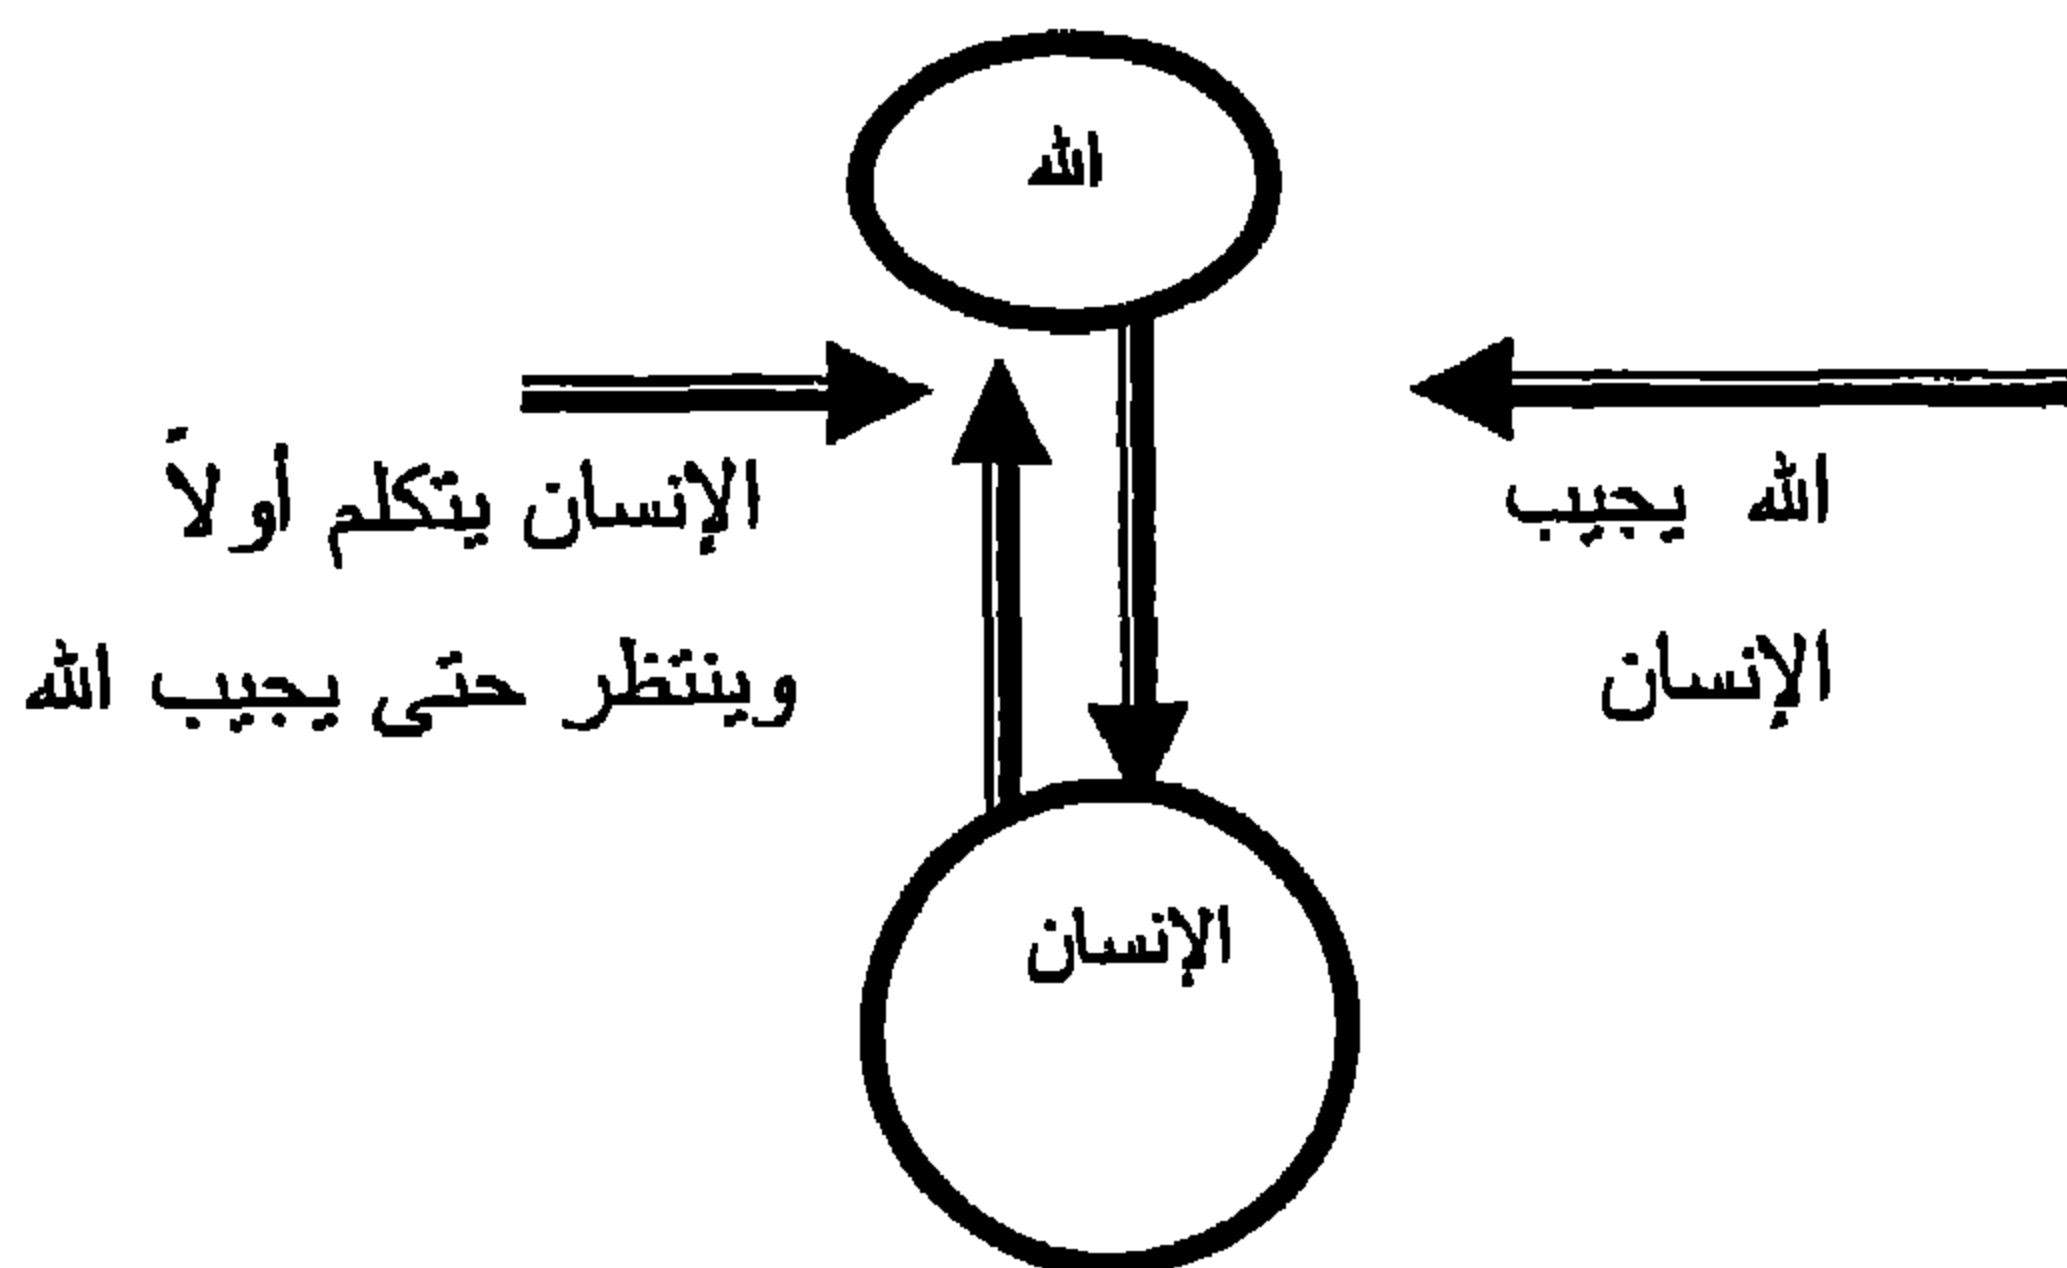 الله
الله يجيب
الإنسان
الإنسان يتكلم أولاً
وينتظر حتى يجيب الله
الإنسان